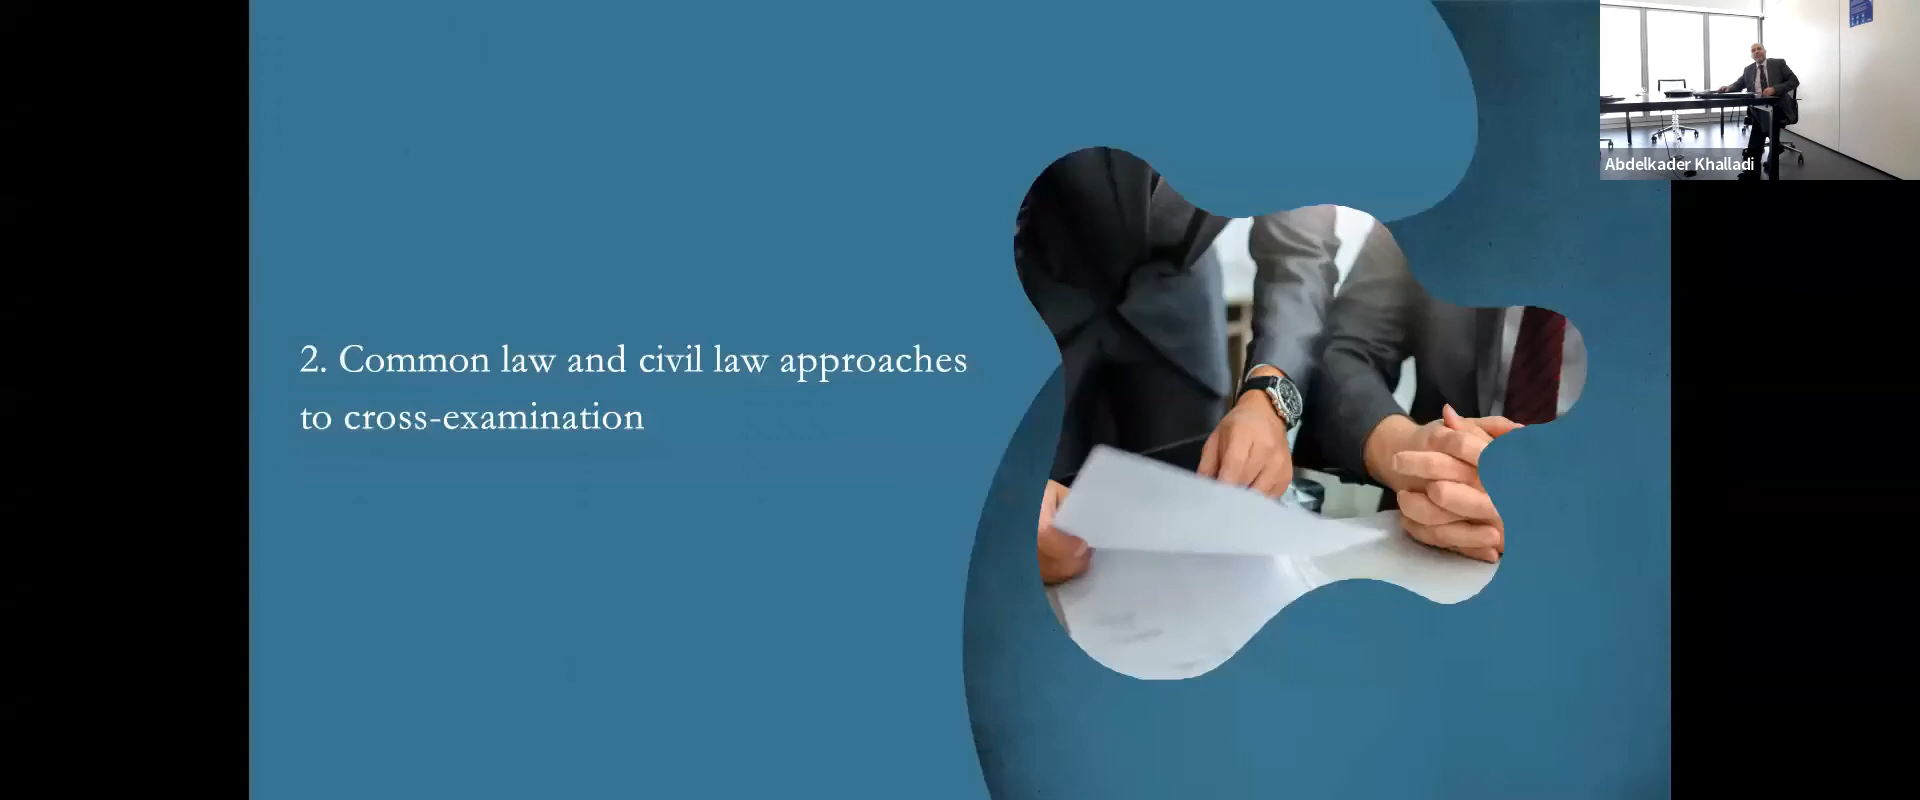 2. Common law and civil law approaches
to cross-examination
Abdelkader Khalladi